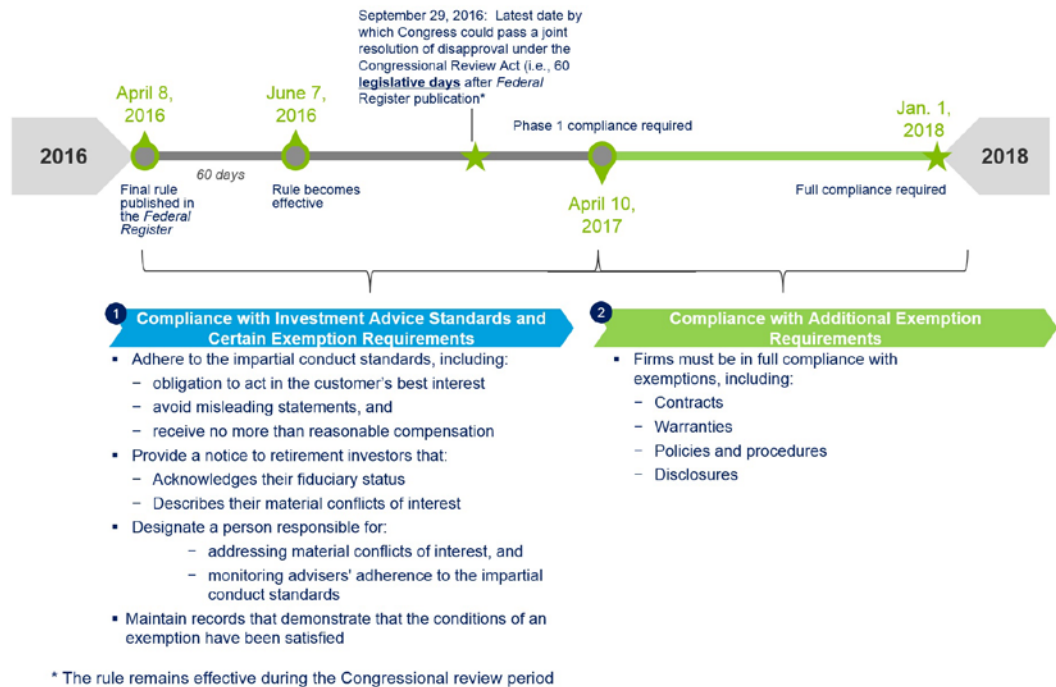 September 29, 2016:  Latest date by
which Congress could pass a joint
resolution of disapproval under the
Congressional Review Act (i.e., 60
legislative days after Federal
Register publication*
April 8,
2016
June 7,
2016
Phase 1 compliance required
Jan. 1,
2018
2016
2018
60 days
Final rule
published in
the Federal
Register
Rule becomes
effective
April 10,
2017
Full compliance required
1
Compliance with Investment Advice Standards and
Certain Exemption Requirements
▪ Adhere to the impartial conduct standards, including:
− obligation to act in the customer's best interest
− avoid misleading statements, and
− receive no more than reasonable compensation
▪ Provide a notice to retirement investors that:
− Acknowledges their fiduciary status
− Describes their material conflicts of interest
▪ Designate a person responsible for:
− addressing material conflicts of interest, and
− monitoring advisers' adherence to the impartial
conduct standards
▪ Maintain records that demonstrate that the conditions of an
exemption have been satisfied
2
Compliance with Additional Exemption
Requirements
▪ Firms must be in full compliance with
exemptions, including:
− Contracts
− Warranties
− Policies and procedures
− Disclosures
* The rule remains effective during the Congressional review period